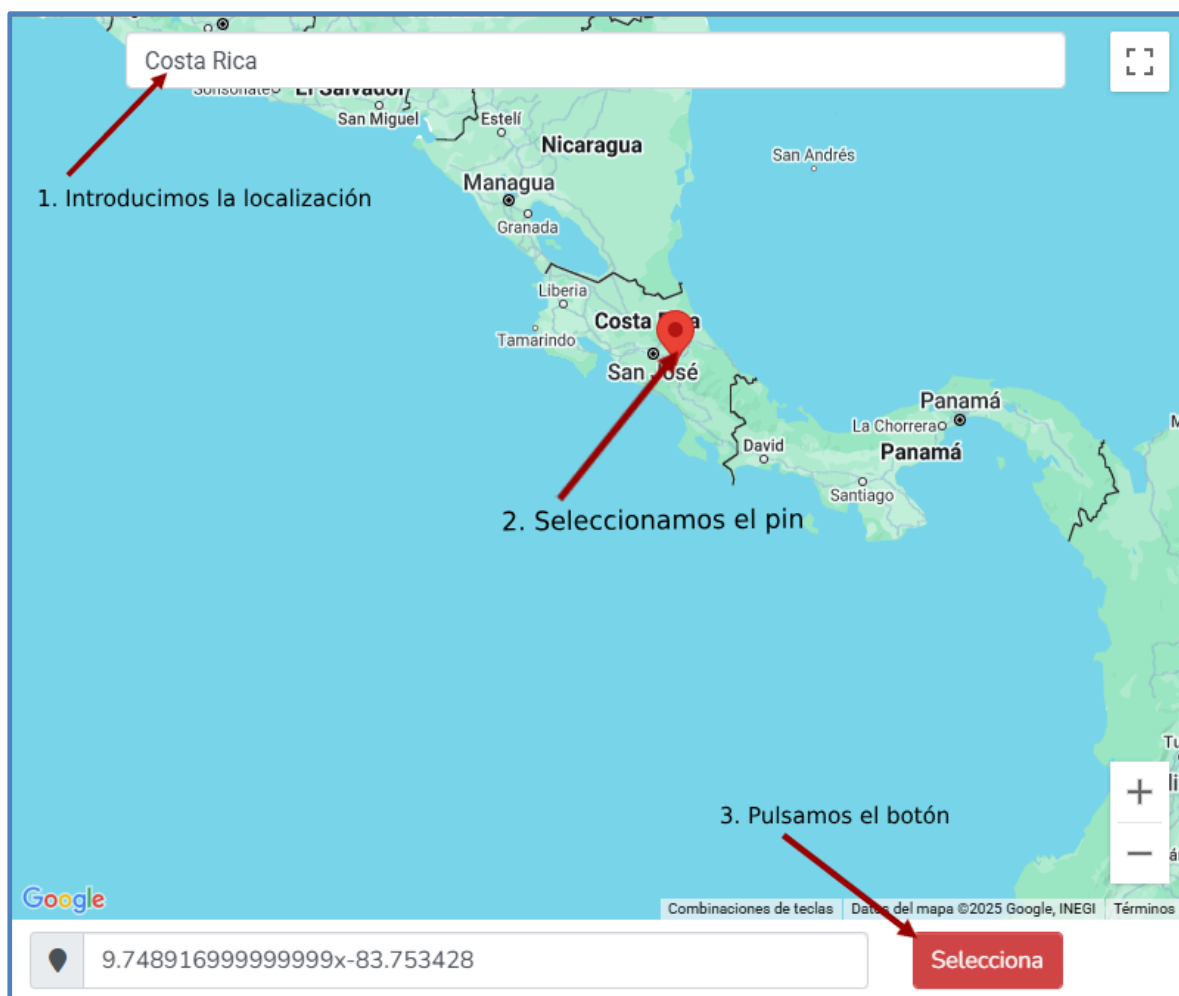 Costa Rica
Sonsonate
El Salvador
San Miguel
Estelí
Nicaragua
San Andrés
Managua
1. Introducimos la localización
Granada
Liberia
Costa
Tamarindo
San José
Panamá
La Chorrera
David
Panamá
Santiago
2. Seleccionamos el pin
3. Pulsamos el botón
Google
Combinaciones de teclas
Datos del mapa ©2025 Google, INEGI
Términos
9.748916999999999x-83.753428
Selecciona